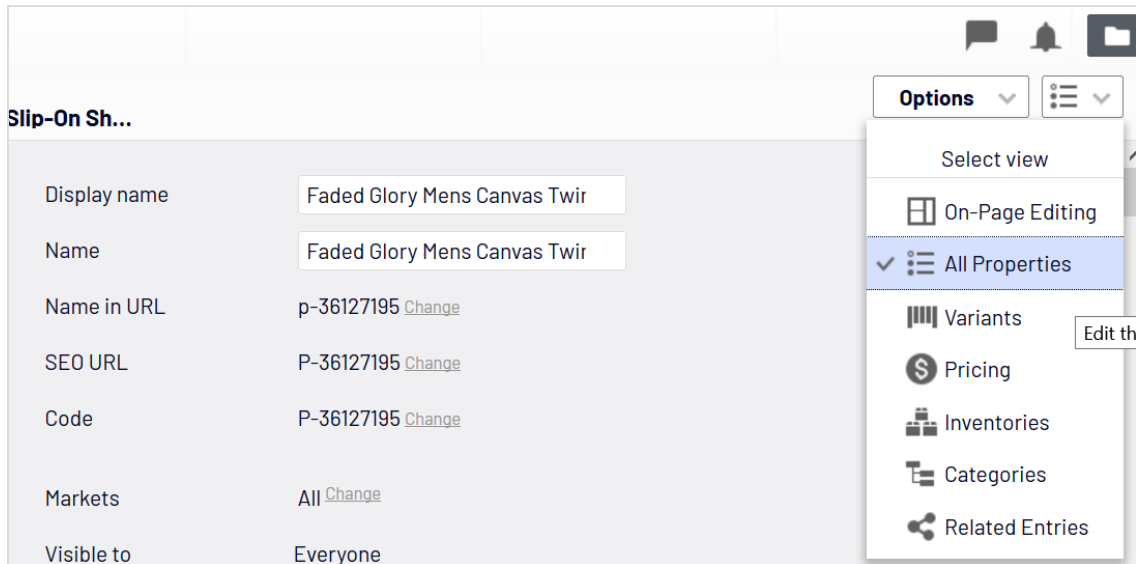 Options
Slip-On Sh...
Select view
Display name Faded Glory Mens Canvas Twir
On-Page Editing
Name Faded Glory Mens Canvas Twir
All Properties
Name in URL p-36127195 Change
Variants
Edit th
SEO URL P-36127195 Change
Pricing
Code P-36127195 Change
Inventories
Categories
Markets All Change
Related Entries
Visible to Everyone